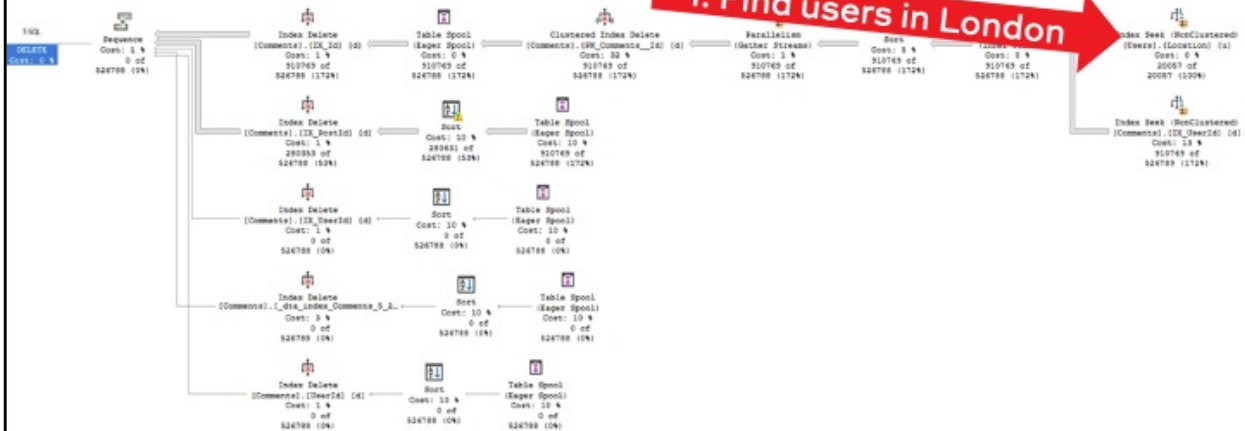 1. Find users in London
T-SQL
DELETE
Cost: 0 %
Sequence
Cost: 1 %
0 of
526788 (0%)
Index Delete
[Comments].[IX_Id] [d]
Cost: 1 %
910769 of
526788 (172%)
Table Spool
(Eager Spool)
Cost: 0 %
910769 of
526788 (172%)
Clustered Index Delete
[Comments].[PK_Comments__Id] [d]
Cost: 32 %
910769 of
526788 (172%)
Parallelism
(Gather Streams)
Cost: 1 %
910769 of
526788 (172%)
Sort
Cost: 8 %
910769 of
526788 (172%)
Cost: 0 %
910769 of
526788 (172%)
Index Seek (NonClustered)
[Users].[Location] [u]
Cost: 0 %
20057 of
20057 (100%)
Index Delete
[Comments].[IX_PostId] [d]
Cost: 1 %
280353 of
526788 (53%)
Sort
Cost: 10 %
280631 of
526788 (53%)
Table Spool
(Eager Spool)
Cost: 10 %
910769 of
526788 (172%)
Index Seek (NonClustered)
[Comments].[IX_UserId] [d]
Cost: 13 %
910769 of
526789 (172%)
Index Delete
[Comments].[IX_UserId] [d]
Cost: 1 %
0 of
526788 (0%)
Sort
Cost: 10 %
0 of
526788 (0%)
Table Spool
(Eager Spool)
Cost: 10 %
0 of
526788 (0%)
Index Delete
[Comments].[_dta_index_Comments_5_2…
Cost: 3 %
0 of
526788 (0%)
Sort
Cost: 10 %
0 of
526788 (0%)
Table Spool
(Eager Spool)
Cost: 10 %
0 of
526788 (0%)
Index Delete
[Comments].[UserId] [d]
Cost: 1 %
0 of
526788 (0%)
Sort
Cost: 10 %
0 of
526788 (0%)
Table Spool
(Eager Spool)
Cost: 10 %
0 of
526788 (0%)